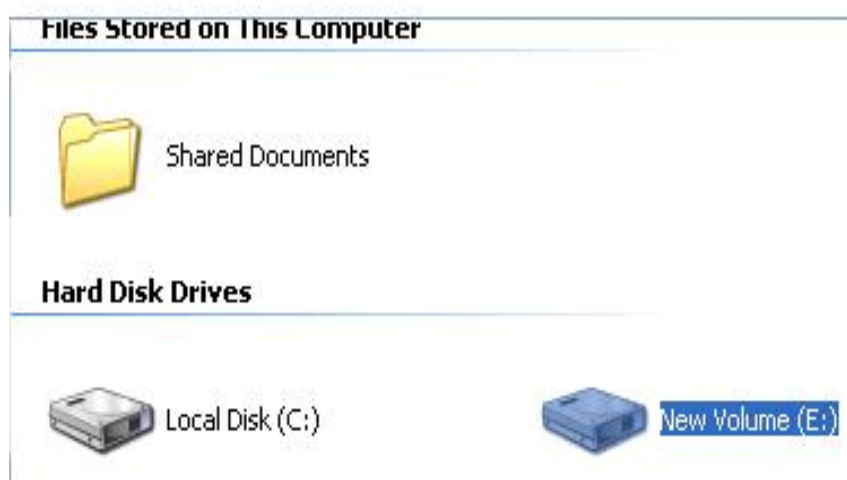 Files Stored on This Computer
Shared Documents
Hard Disk Drives
Local Disk (C:)
New Volume (E:)